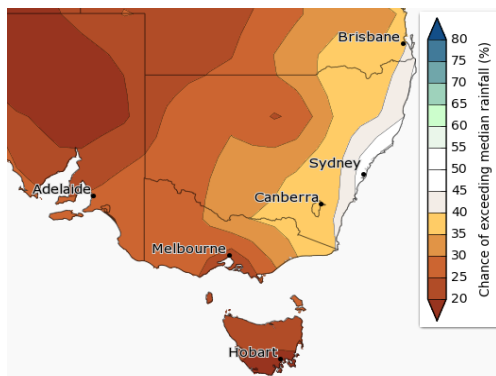 Brisbane
Sydney
Adelaide
Canberra
Melbourne
Hobart
80
75
70
65
60
55
50
45
40
35
30
25
20
Chance of exceeding median rainfall (%)